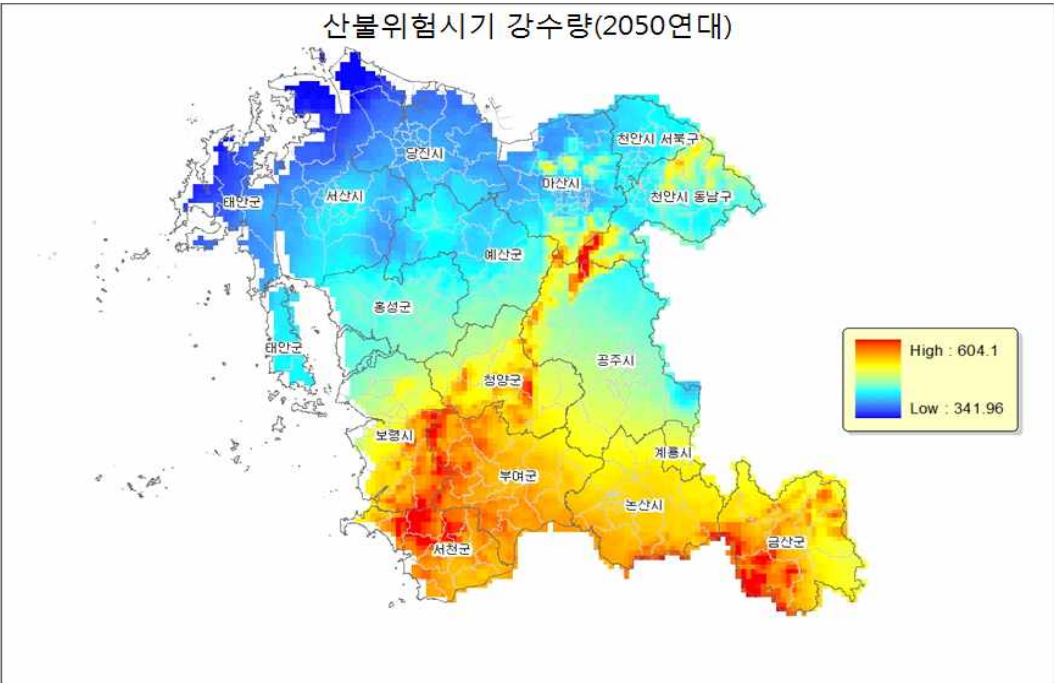 산불위험시기 강수량(2050연대)
천안시 서북구
당진시
아산시
천안시 동남구
태안군
서산시
예산군
홍성군
태안군
공주시
청양군
보령시
계룡시
부여군
논산시
금산군
서천군
High : 604.1
Low : 341.96